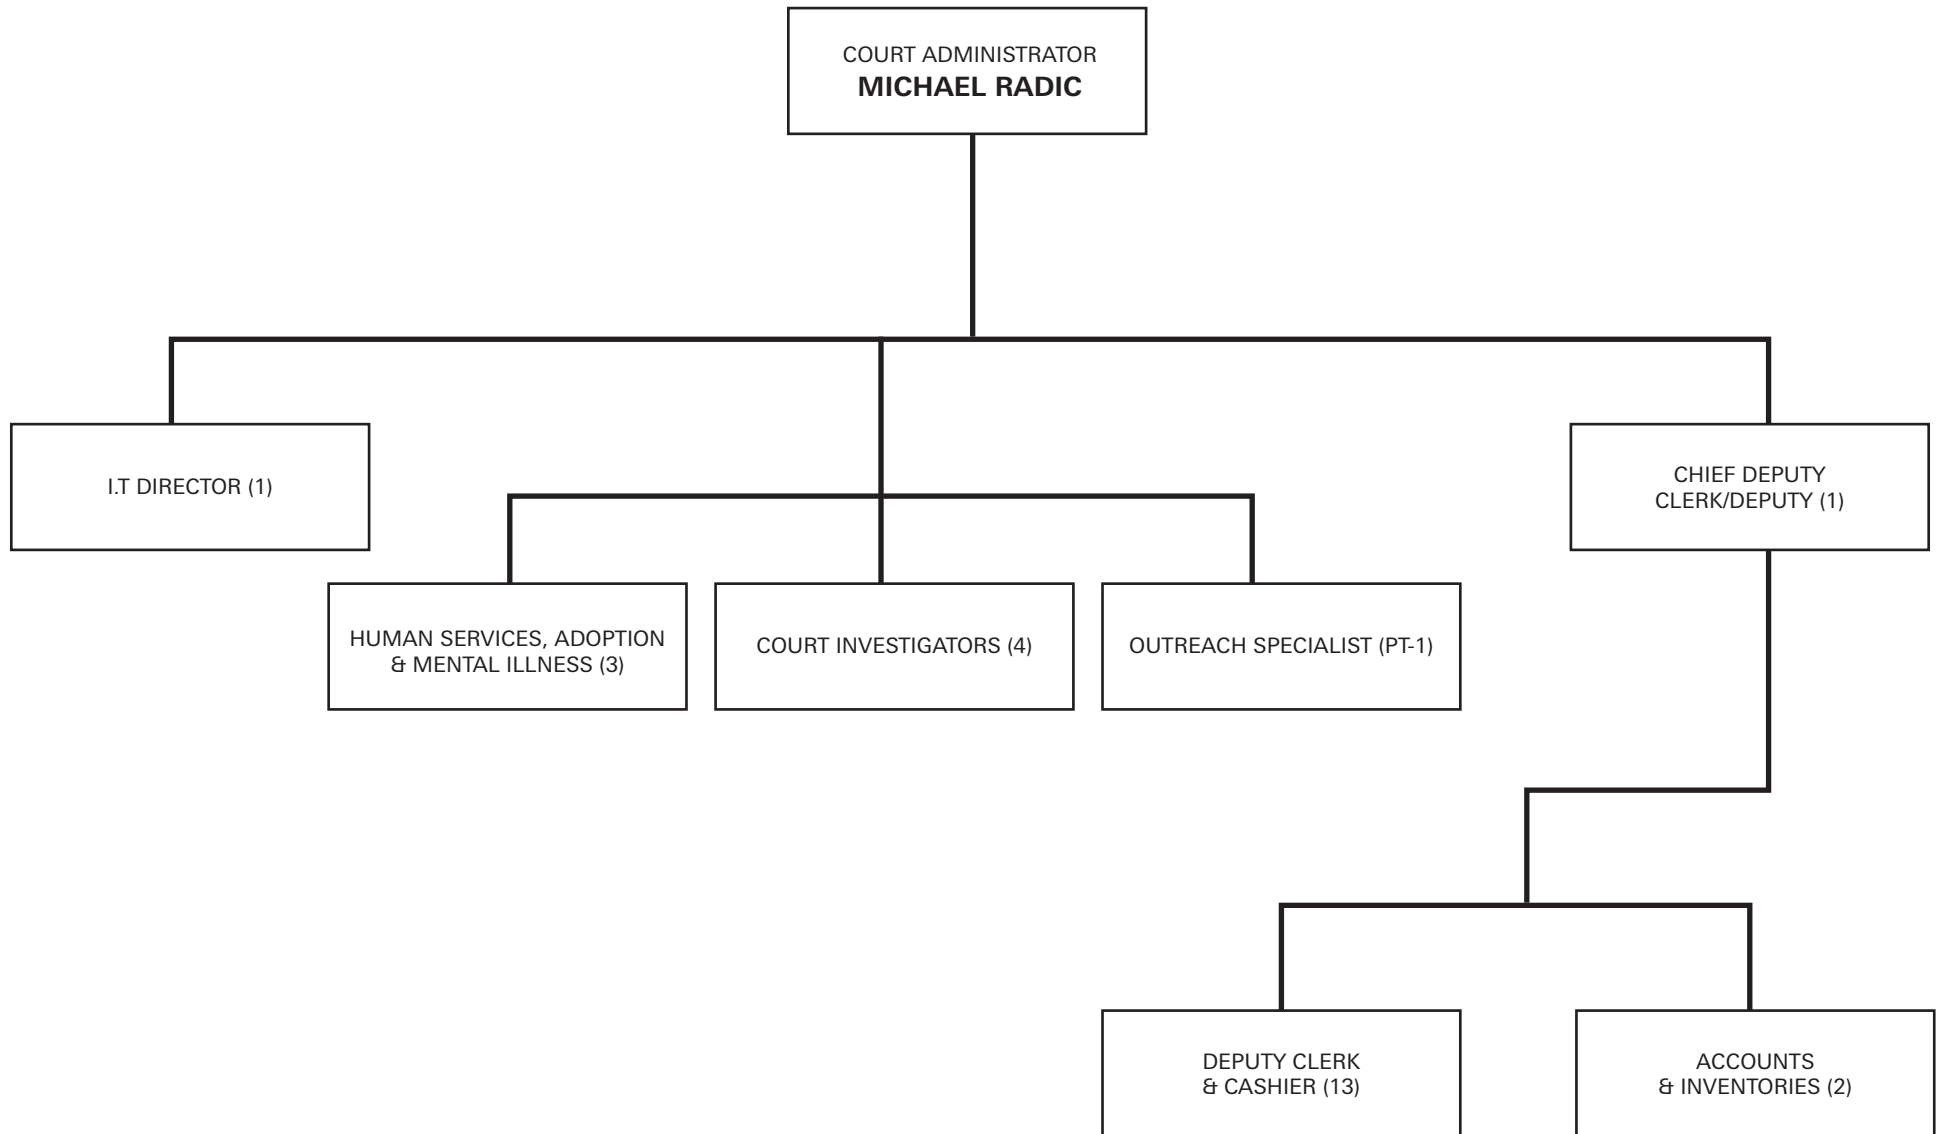 COURT ADMINISTRATOR
MICHAEL RADIC
I.T DIRECTOR (1)
CHIEF DEPUTY
CLERK/DEPUTY (1)
HUMAN SERVICES, ADOPTION
& MENTAL ILLNESS (3)
COURT INVESTIGATORS (4)
OUTREACH SPECIALIST (PT-1)
DEPUTY CLERK
& CASHIER (13)
ACCOUNTS
& INVENTORIES (2)